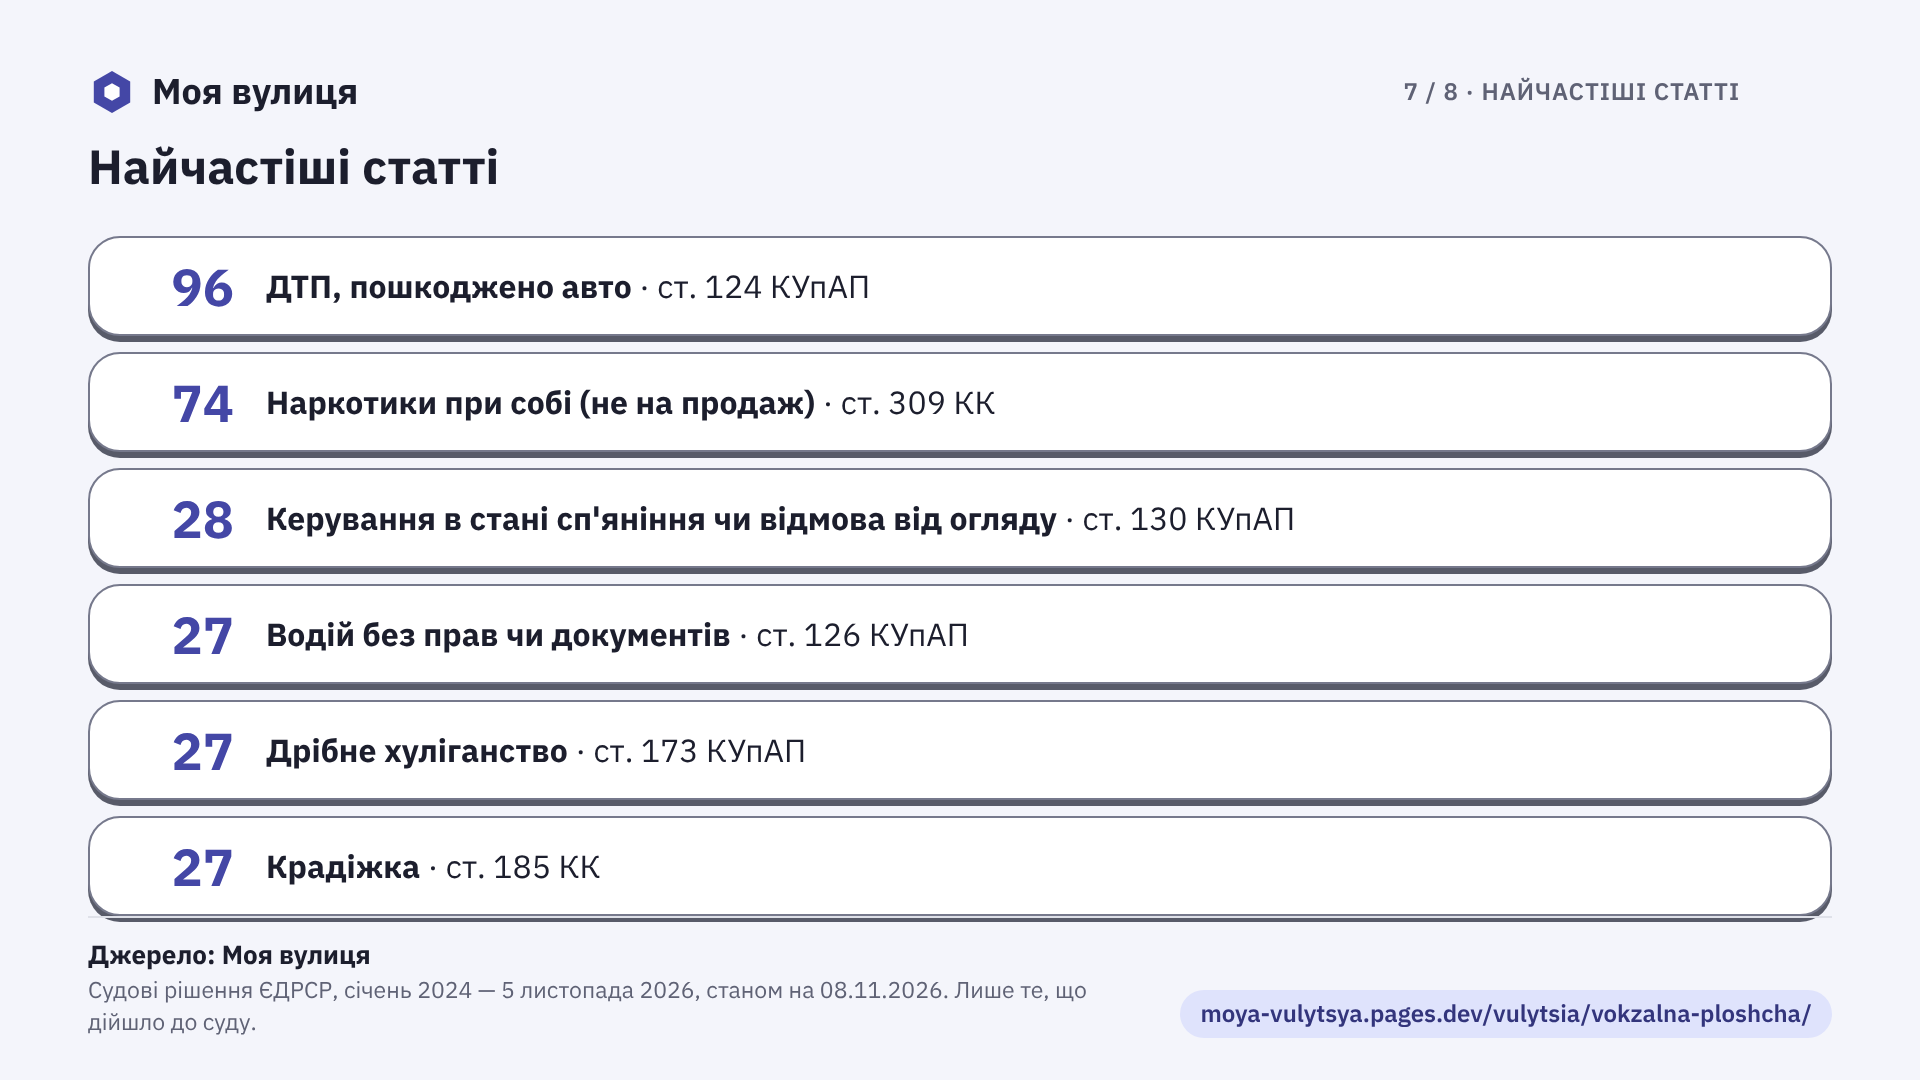 Моя вулиця
7 / 8 · НАЙЧАСТІШІ СТАТТІ
Найчастіші статті
96 ДТП, пошкоджено авто · ст. 124 КУпАП
74 Наркотики при собі (не на продаж) · ст. 309 КК
28 Керування в стані сп'яніння чи відмова від огляду · ст. 130 КУпАП
27 Водій без прав чи документів · ст. 126 КУпАП
27 Дрібне хуліганство · ст. 173 КУпАП
27 Крадіжка · ст. 185 КК
Джерело: Моя вулиця
Судові рішення ЄДРСР, січень 2024 — 5 листопада 2026, станом на 08.11.2026. Лише те, що
дійшло до суду.
moya-vulytsya.pages.dev/vulytsia/vokzalna-ploshcha/